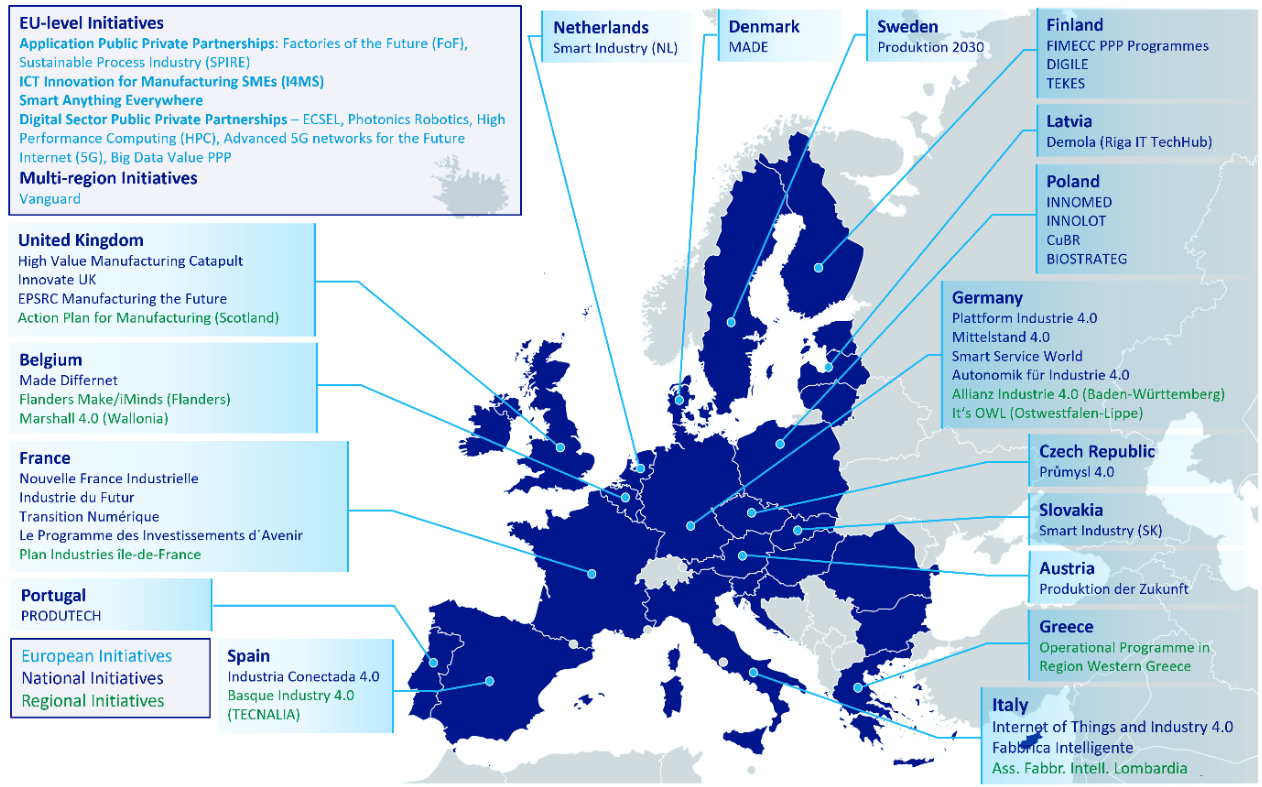 EU-level Initiatives
Application Public Private Partnerships: Factories of the Future (FoF),
Sustainable Process Industry (SPIRE)
ICT Innovation for Manufacturing SMEs (I4MS)
Smart Anything Everywhere
Digital Sector Public Private Partnerships – ECSEL, Photonics Robotics, High
Performance Computing (HPC), Advanced 5G networks for the Future
Internet (5G), Big Data Value PPP
Multi-region Initiatives
Vanguard
Netherlands
Smart Industry (NL)
Denmark
MADE
Sweden
Produktion 2030
Finland
FIMECC PPP Programmes
DIGILE
TEKES
Latvia
Demola (Riga IT TechHub)
Poland
INNOMED
INNOLOT
CuBR
BIOSTRATEG
United Kingdom
High Value Manufacturing Catapult
Innovate UK
EPSRC Manufacturing the Future
Action Plan for Manufacturing (Scotland)
Germany
Plattform Industrie 4.0
Mittelstand 4.0
Smart Service World
Autonomik für Industrie 4.0
Allianz Industrie 4.0 (Baden-Württemberg)
It's OWL (Ostwestfalen-Lippe)
Belgium
Made Differnet
Flanders Make/iMinds (Flanders)
Marshall 4.0 (Wallonia)
France
Nouvelle France Industrielle
Industrie du Futur
Transition Numérique
Le Programme des Investissements d´Avenir
Plan Industries île-de-France
Czech Republic
Průmysl 4.0
Slovakia
Smart Industry (SK)
Austria
Produktion der Zukunft
Portugal
PRODUTECH
Greece
Operational Programme in
Region Western Greece
European Initiatives
National Initiatives
Regional Initiatives
Spain
Industria Conectada 4.0
Basque Industry 4.0
(TECNALIA)
Italy
Internet of Things and Industry 4.0
Fabbrica Intelligente
Ass. Fabbr. Intell. Lombardia